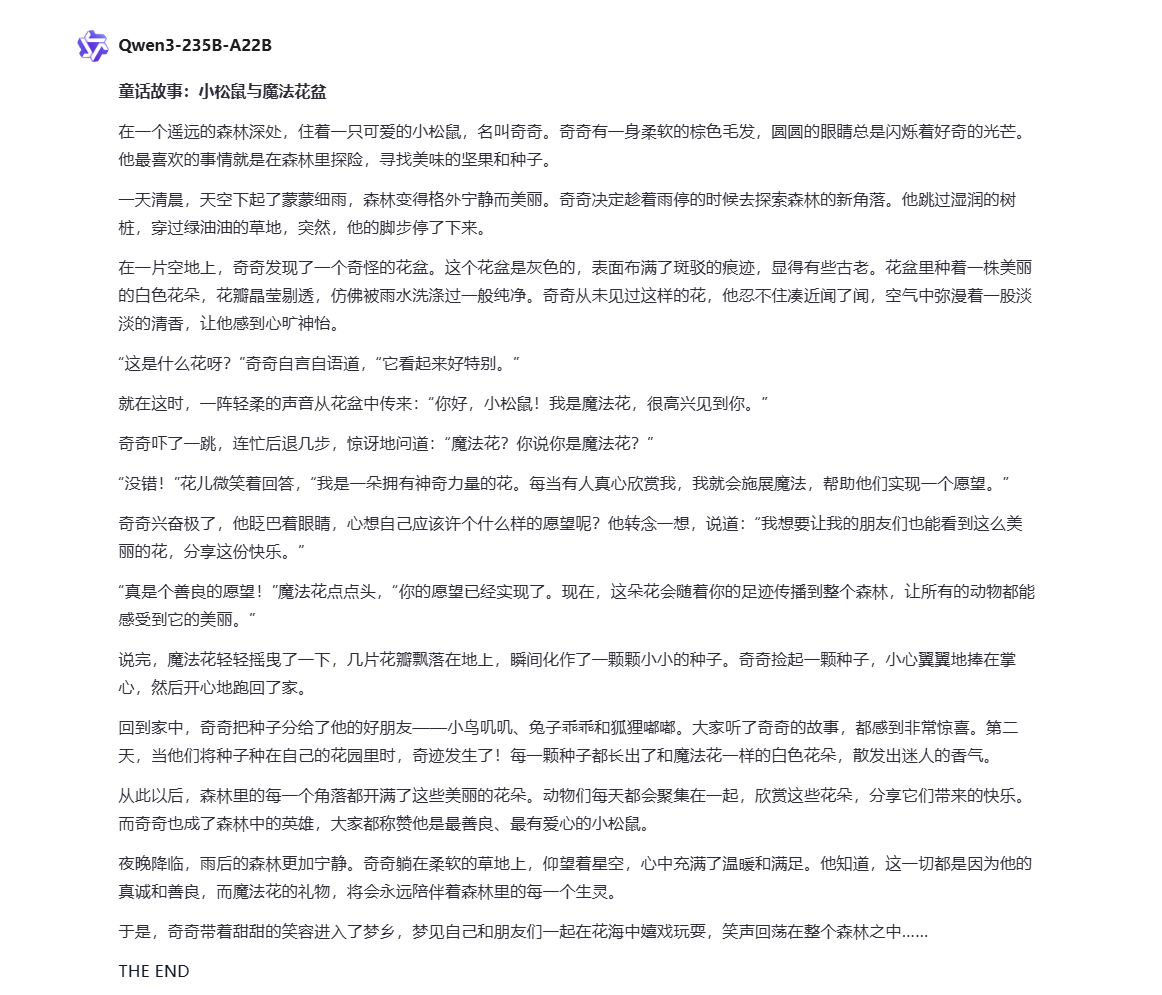 Qwen3-235B-A22B
童话故事：小松鼠与魔法花盆
在一个遥远的森林深处，住着一只可爱的小松鼠，名叫奇奇。奇奇有一身柔软的棕色毛发，圆圆的眼睛总是闪烁着好奇的光芒。
他最喜欢的事情就是在森林里探险，寻找美味的坚果和种子。
一天清晨，天空下起了蒙蒙细雨，森林变得格外宁静而美丽。奇奇决定趁着雨停的时候去探索森林的新角落。他跳过湿润的树
桩，穿过绿油油的草地，突然，他的脚步停了下来。
在一片空地上，奇奇发现了一个奇怪的花盆。这个花盆是灰色的，表面布满了斑驳的痕迹，显得有些古老。花盆里种着一株美丽
的白色花朵，花瓣晶莹剔透，仿佛被雨水洗涤过一般纯净。奇奇从未见过这样的花，他忍不住凑近闻了闻，空气中弥漫着一股淡
淡的清香，让他感到心旷神怡。
“这是什么花呀？”奇奇自言自语道，“它看起来好特别。”
就在这时，一阵轻柔的声音从花盆中传来：“你好，小松鼠！我是魔法花，很高兴见到你。”
奇奇吓了一跳，连忙后退几步，惊讶地问道：“魔法花？你说你是魔法花？”
“没错！”花儿微笑着回答，“我是一朵拥有神奇力量的花。每当有人真心欣赏我，我就会施展魔法，帮助他们实现一个愿望。”
奇奇兴奋极了，他眨巴着眼睛，心想自己应该许个什么样的愿望呢？他转念一想，说道：“我想要让我的朋友们也能看到这么美
丽的花，分享这份快乐。”
“真是个善良的愿望！”魔法花点点头，“你的愿望已经实现了。现在，这朵花会随着你的足迹传播到整个森林，让所有的动物都能
感受到它的美丽。”
说完，魔法花轻轻摇曳了一下，几片花瓣飘落在地上，瞬间化作了一颗颗小小的种子。奇奇捡起一颗种子，小心翼翼地捧在掌
心，然后开心地跑回了家。
回到家中，奇奇把种子分给了他的好朋友——小鸟叽叽、兔子乖乖和狐狸嘟嘟。大家听了奇奇的故事，都感到非常惊喜。第二
天，当他们将种子种在自己的花园里时，奇迹发生了！每一颗种子都长出了和魔法花一样的白色花朵，散发出迷人的香气。
从此以后，森林里的每一个角落都开满了这些美丽的花朵。动物们每天都会聚集在一起，欣赏这些花朵，分享它们带来的快乐。
而奇奇也成了森林中的英雄，大家都称赞他是最善良、最有爱心的小松鼠。
夜晚降临，雨后的森林更加宁静。奇奇躺在柔软的草地上，仰望着星空，心中充满了温暖和满足。他知道，这一切都是因为他的
真诚和善良，而魔法花的礼物，将会永远陪伴着森林里的每一个生灵。
于是，奇奇带着甜甜的笑容进入了梦乡，梦见自己和朋友们一起在花海中嬉戏玩耍，笑声回荡在整个森林之中……
THE END